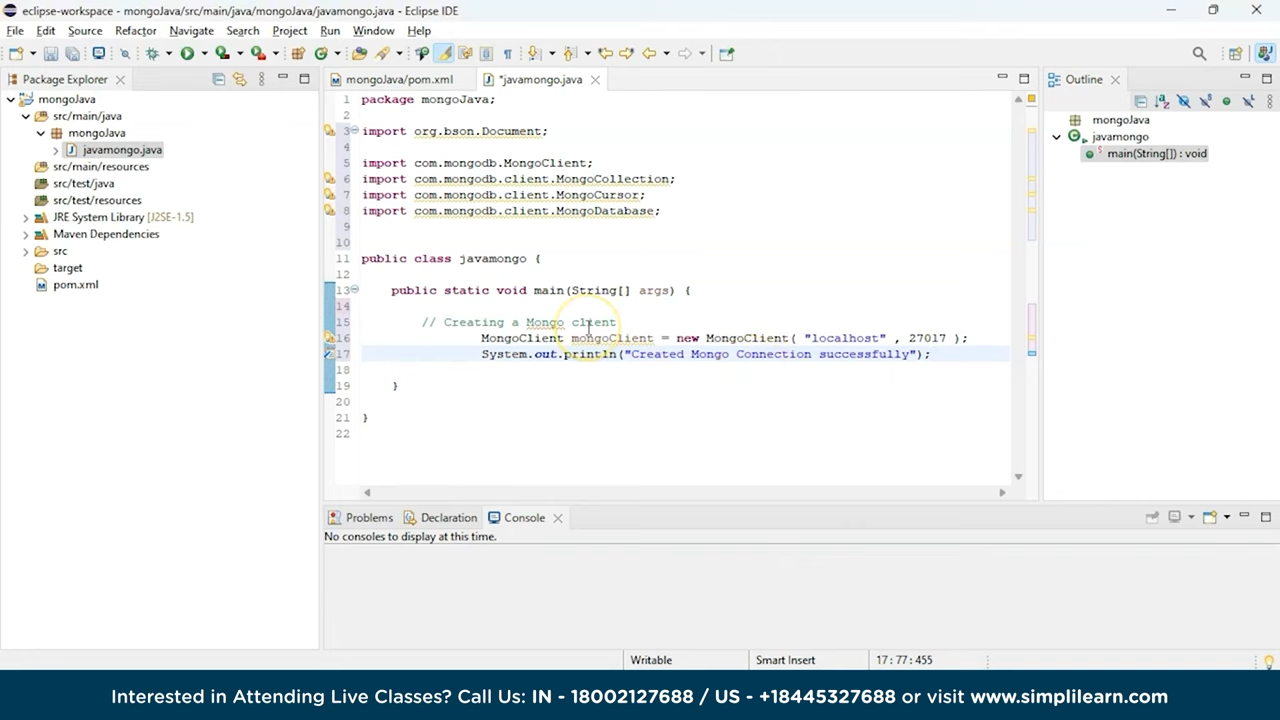 eclipse-workspace - mongoJava/src/main/java/mongoJava/javamongo.java - Eclipse IDE
File Edit Source Refactor Navigate Search Project Run Window Help
Package Explorer
mongoJava
src/main/java
mongoJava
javamongo.java
src/main/resources
src/test/java
src/test/resources
JRE System Library [J2SE-1.5]
Maven Dependencies
src
target
pom.xml
mongoJava/pom.xml *javamongo.java
1 package mongoJava;
2
3 import org.bson.Document;
4
5 import com.mongodb.MongoClient;
6 import com.mongodb.client.MongoCollection;
7 import com.mongodb.client.MongoCursor;
8 import com.mongodb.client.MongoDatabase;
9
10
11 public class javamongo {
12
13 public static void main(String[] args) {
14
15 // Creating a Mongo client
16 MongoClient mongoClient = new MongoClient( "localhost" , 27017 );
17 System.out.println("Created Mongo Connection successfully");
18
19 }
20
21 }
22
Outline
mongoJava
javamongo
main(String[]) : void
Problems Declaration Console
No consoles to display at this time.
Writable Smart Insert 17 : 77 : 455
Interested in Attending Live Classes? Call Us: IN - 18002127688 / US - +18445327688 or visit www.simplilearn.com